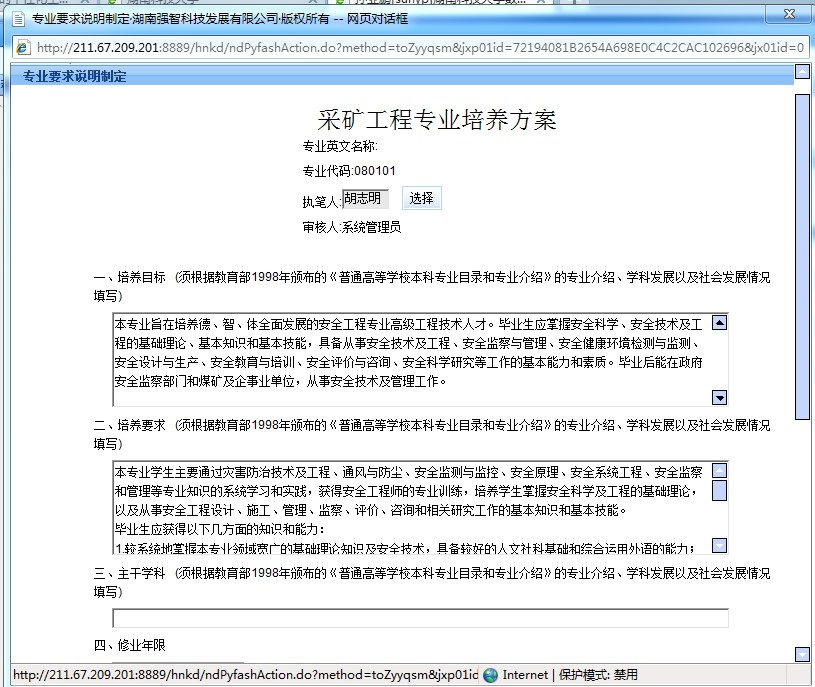 专业要求说明制定·湖南强智科技发展有限公司·版权所有 -- 网页对话框
http://211.67.209.201:8889/hnkd/ndPyfashAction.do?method=toZyyqsm&jxp01id=72194081B2654A698E0C4C2CAC102696&jx01id=0
专业要求说明制定
采矿工程专业培养方案
专业英文名称:
专业代码:080101
执笔人:胡志明 选择
审核人:系统管理员
一、培养目标（须根据教育部1998年颁布的《普通高等学校本科专业目录和专业介绍》的专业介绍、学科发展以及社会发展情况
填写）
本专业旨在培养德、智、体全面发展的安全工程专业高级工程技术人才。毕业生应掌握安全科学、安全技术及工
程的基础理论、基本知识和基本技能，具备从事安全技术及工程、安全监察与管理、安全健康环境检测与监测、
安全设计与生产、安全教育与培训、安全评价与咨询、安全科学研究等工作的基本能力和素质。毕业后能在政府
安全监察部门和煤矿及企事业单位，从事安全技术及管理工作。
二、培养要求（须根据教育部1998年颁布的《普通高等学校本科专业目录和专业介绍》的专业介绍、学科发展以及社会发展情况
填写）
本专业学生主要通过灾害防治技术及工程、通风与防尘、安全监测与监控、安全原理、安全系统工程、安全监察
和管理等专业知识的系统学习和实践，获得安全工程师的专业训练，培养学生掌握安全科学及工程的基础理论，
以及从事安全工程设计、施工、管理、监察、评价、咨询和相关研究工作的基本知识和基本技能。
毕业生应获得以下几方面的知识和能力：
1.较系统地掌握本专业领域宽广的基础理论知识及安全技术，具备较好的人文社科基础和综合运用外语的能力；
三、主干学科（须根据教育部1998年颁布的《普通高等学校本科专业目录和专业介绍》的专业介绍、学科发展以及社会发展情况
填写）
四、修业年限
http://211.67.209.201:8889/hnkd/ndPyfashAction.do?method=toZyyqsm&jxp01id Internet | 保护模式: 禁用